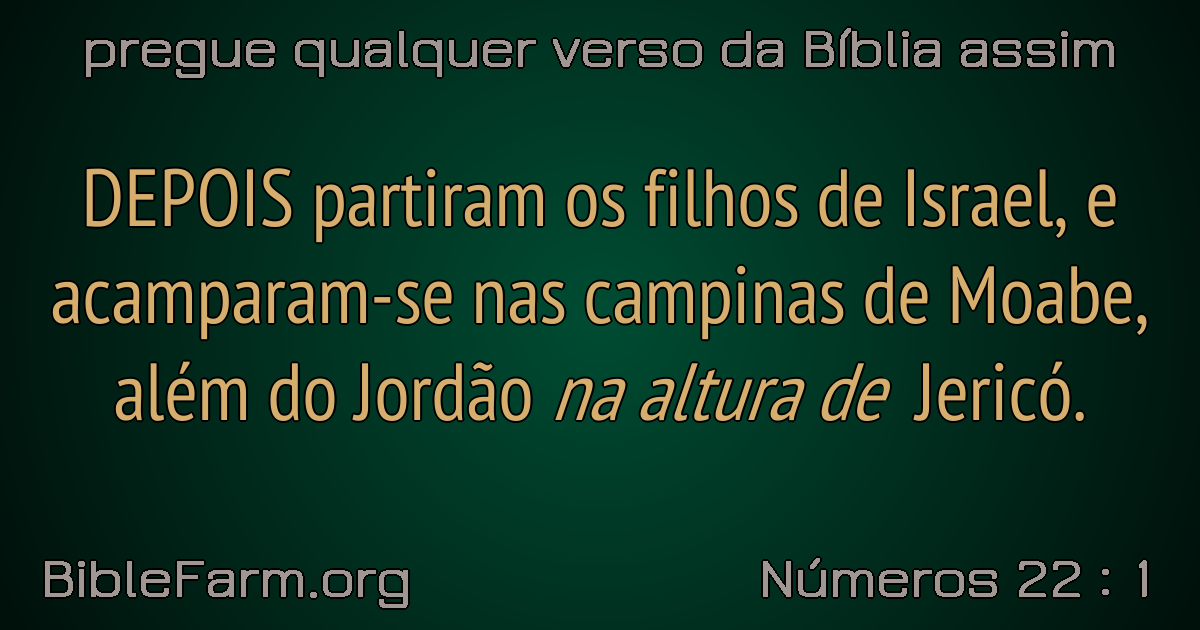 pregue qualquer verso da Bíblia assim
DEPOIS partiram os filhos de Israel, e
acamparam-se nas campinas de Moabe,
além do Jordão na altura de Jericó.
BibleFarm.org
Números 22 : 1